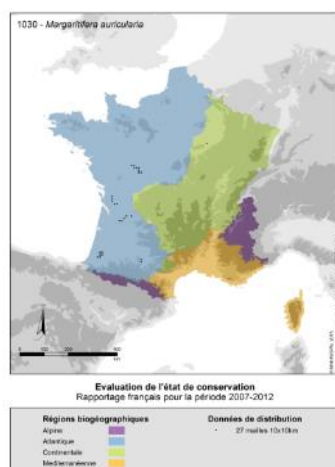 1030 - Margaritifera auricularia
Evaluation de l'état de conservation
Rapportage français pour la période 2007-2012
Régions biogéographiques
Données de distribution
Alpine
27 mailles 10x10km
Atlantique
Continentale
Méditerranéenne